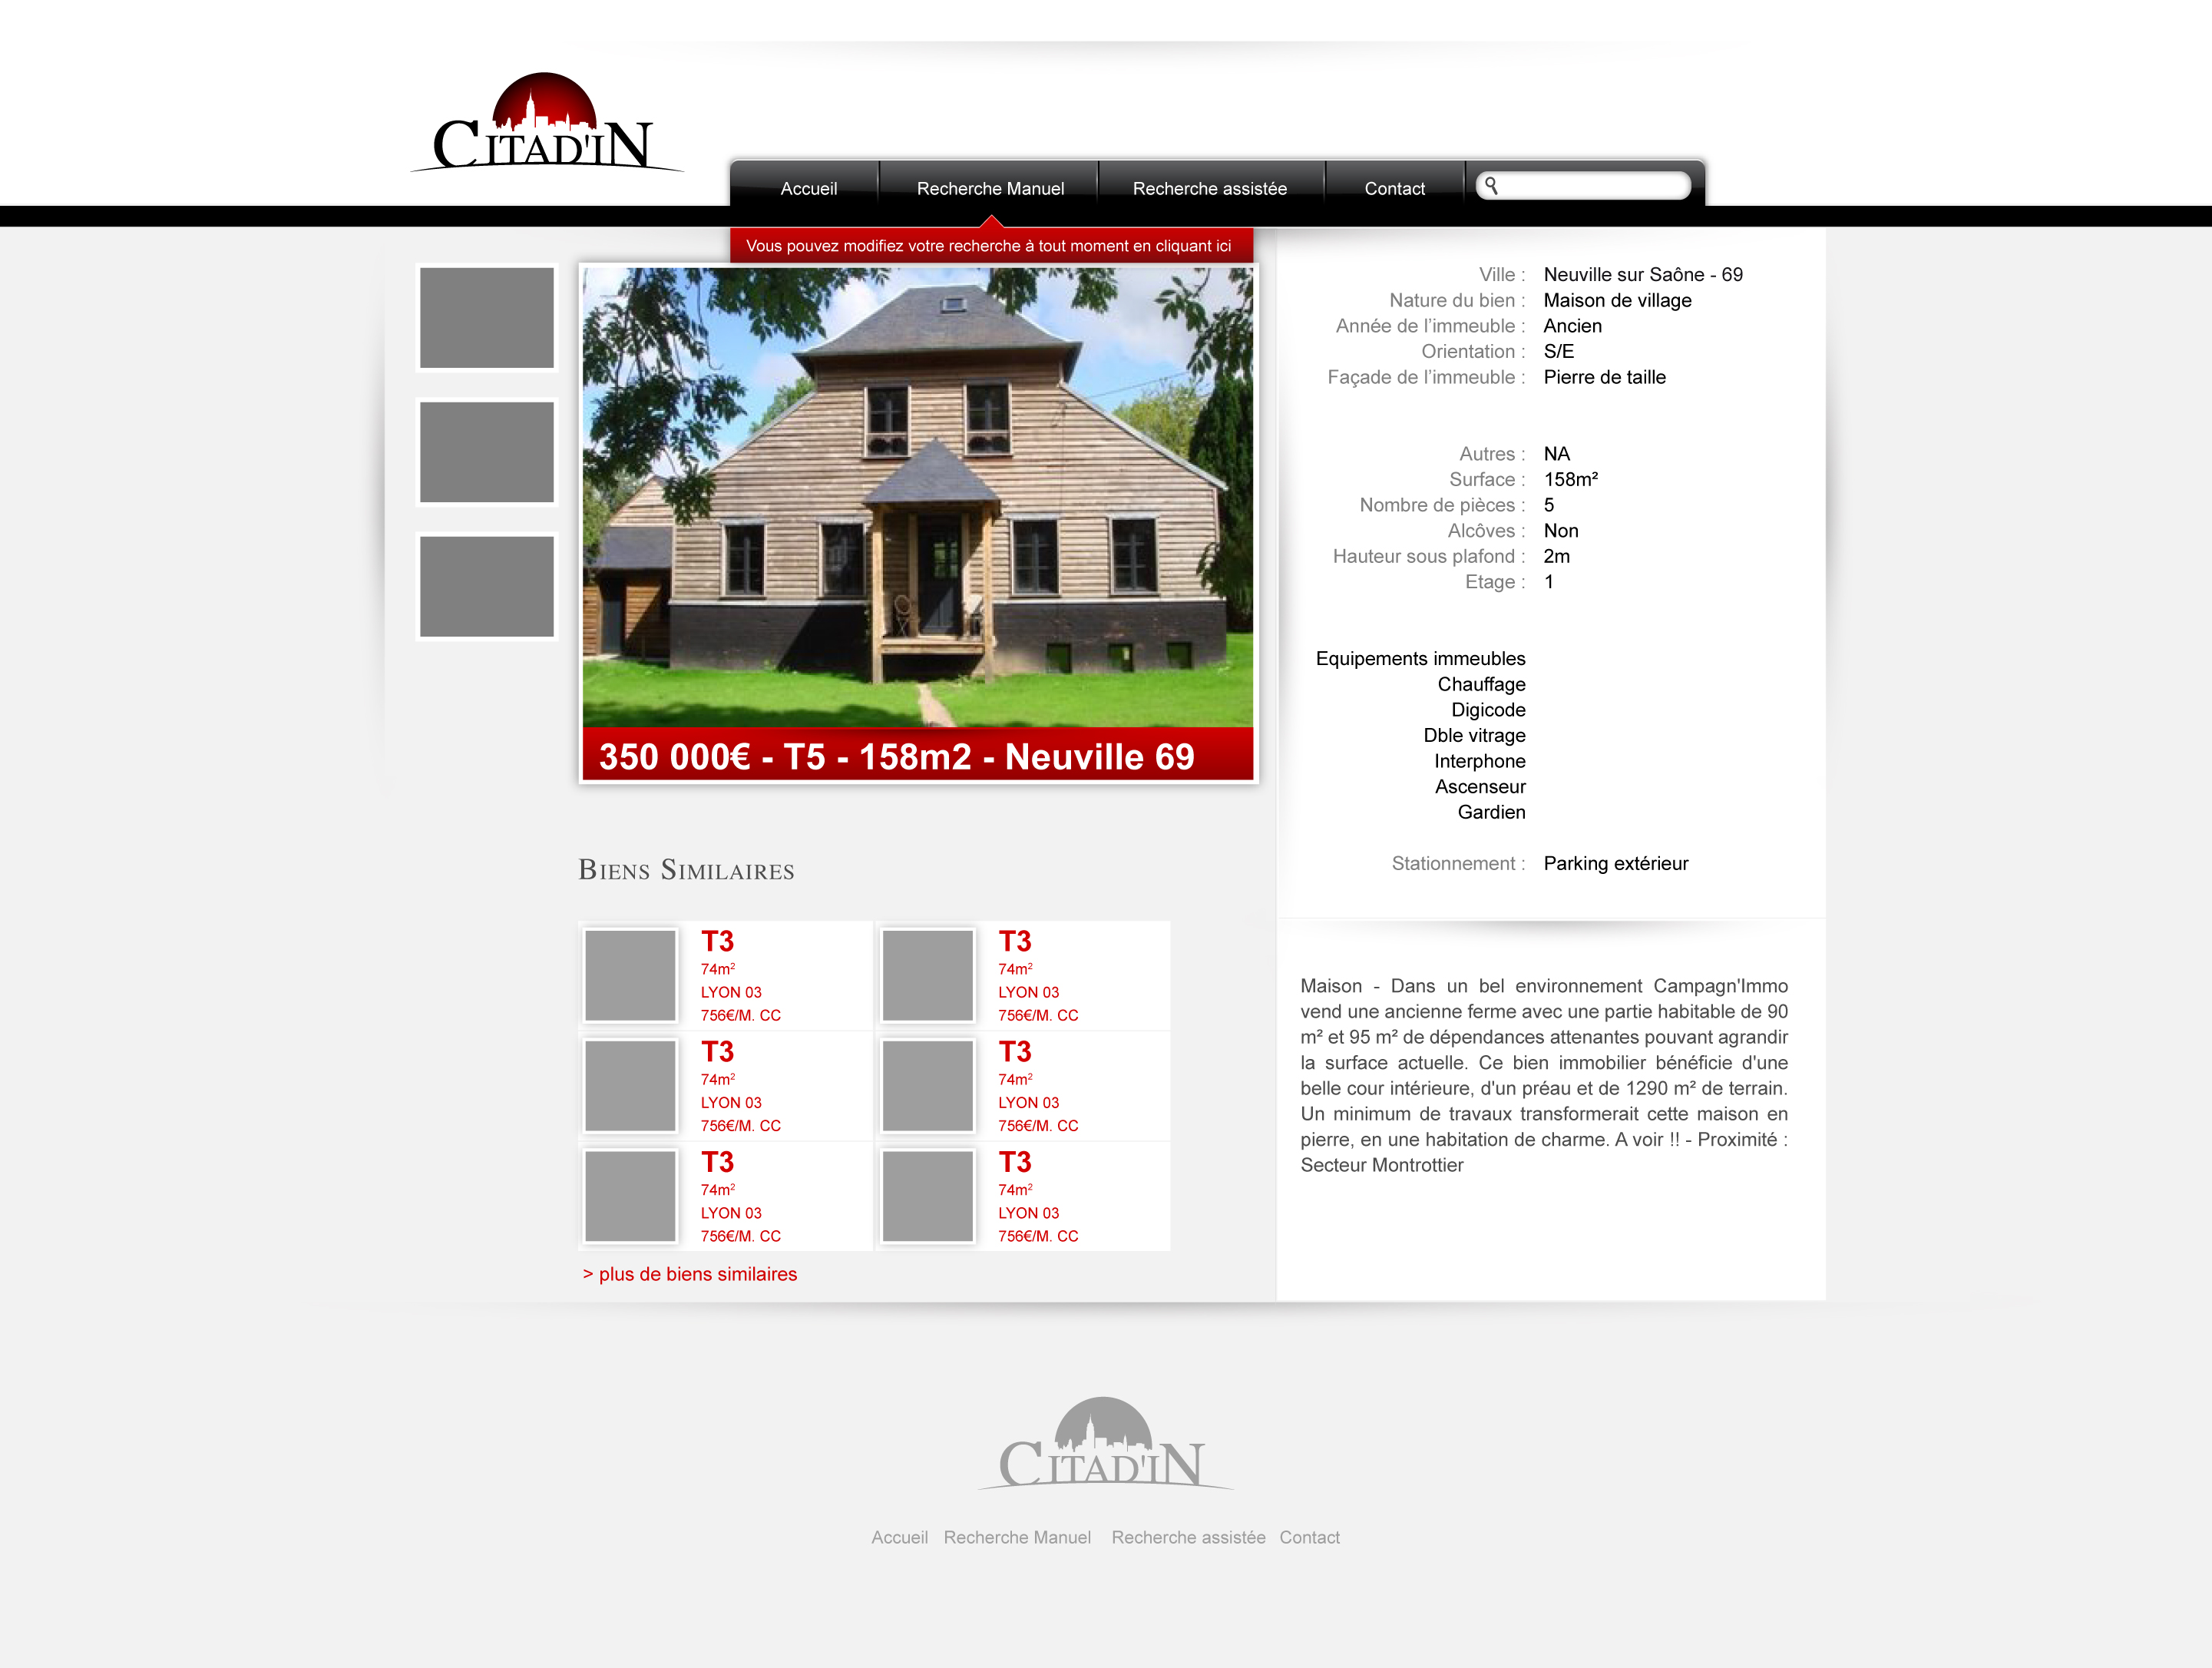 CITAD'IN
Accueil
Recherche Manuel
Recherche assistée
Contact
Vous pouvez modifiez votre recherche à tout moment en cliquant ici
350 000€ - T5 - 158m2 - Neuville 69
Ville : Neuville sur Saône - 69
Nature du bien : Maison de village
Année de l'immeuble : Ancien
Orientation : S/E
Façade de l'immeuble : Pierre de taille
Autres : NA
Surface : 158m²
Nombre de pièces : 5
Alcôves : Non
Hauteur sous plafond : 2m
Etage : 1
Equipements immeubles
Chauffage
Digicode
Dble vitrage
Interphone
Ascenseur
Gardien
Stationnement : Parking extérieur
Maison - Dans un bel environnement Campagn'Immo
vend une ancienne ferme avec une partie habitable de 90
m² et 95 m² de dépendances attenantes pouvant agrandir
la surface actuelle. Ce bien immobilier bénéficie d'une
belle cour intérieure, d'un préau et de 1290 m² de terrain.
Un minimum de travaux transformerait cette maison en
pierre, en une habitation de charme. A voir !! - Proximité :
Secteur Montrottier
BIENS SIMILAIRES
T3
74m²
LYON 03
756€/M. CC
T3
74m²
LYON 03
756€/M. CC
T3
74m²
LYON 03
756€/M. CC
T3
74m²
LYON 03
756€/M. CC
T3
74m²
LYON 03
756€/M. CC
T3
74m²
LYON 03
756€/M. CC
> plus de biens similaires
CITAD'IN
Accueil Recherche Manuel Recherche assistée Contact